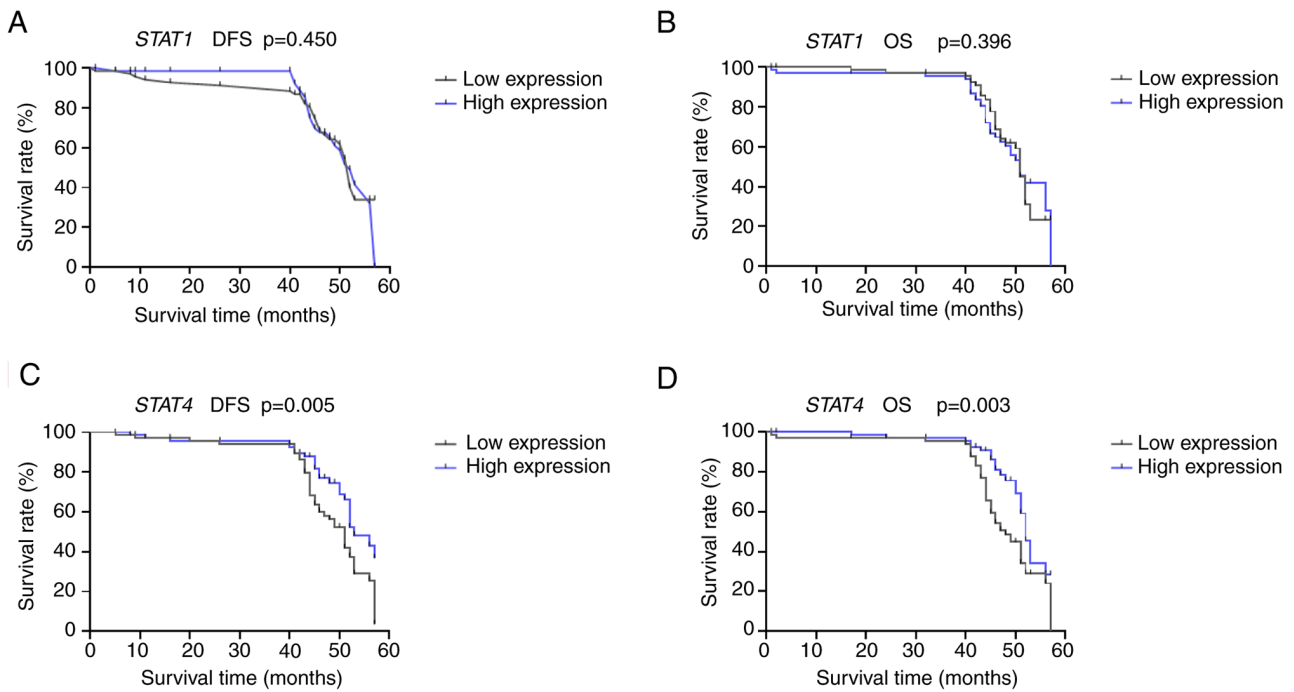 A
STAT1 DFS p=0.450
Low expression
High expression
Survival rate (%)
100
80
60
40
20
0
0 10 20 30 40 50 60
Survival time (months)
B
STAT1 OS p=0.396
Low expression
High expression
Survival rate (%)
100
80
60
40
20
0
0 10 20 30 40 50 60
Survival time (months)
C
STAT4 DFS p=0.005
Low expression
High expression
Survival rate (%)
100
80
60
40
20
0
0 10 20 30 40 50 60
Survival time (months)
D
STAT4 OS p=0.003
Low expression
High expression
Survival rate (%)
100
80
60
40
20
0
0 10 20 30 40 50 60
Survival time (months)